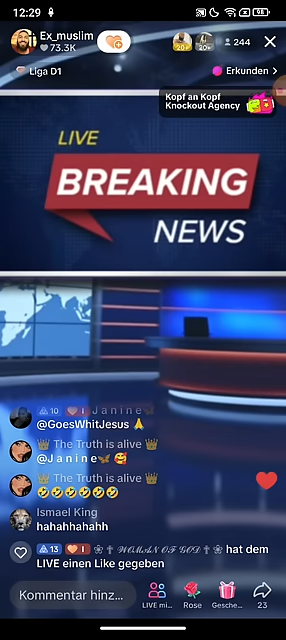 12:29
98
Ex_muslim
73.3K
20+
20+
244
Liga D1
Erkunden >
Kopf an Kopf
Knockout Agency
LIVE
BREAKING
NEWS
10 1 J a n i n e
@GoesWhitJesus 🙏
👑 The Truth is alive 👑
@J a n i n e🦋 🥰
👑 The Truth is alive 👑
🤣🤣🤣🤣🤣🤣
Ismael King
hahahhahahhh
13 I ❀✝𝓦𝓞𝓜𝓐𝓝 𝓞𝓕 𝓖𝓞𝓓✝❀ hat dem
LIVE einen Like gegeben
Kommentar hinz...
LIVE mi... Rose Gesche... 23